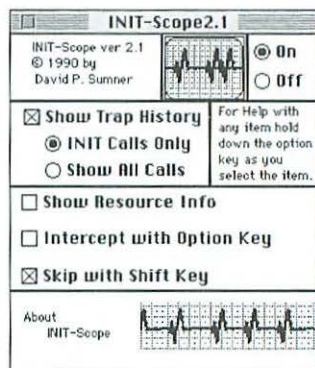 INIT-Scope2.1
INIT-Scope ver 2.1
© 1990 by
David P. Sumner
On
Off
Show Trap History
INIT Calls Only
Show All Calls
For Help with
any item hold
down the option
key as you
select the item.
Show Resource Info
Intercept with Option Key
Skip with Shift Key
About
INIT-Scope